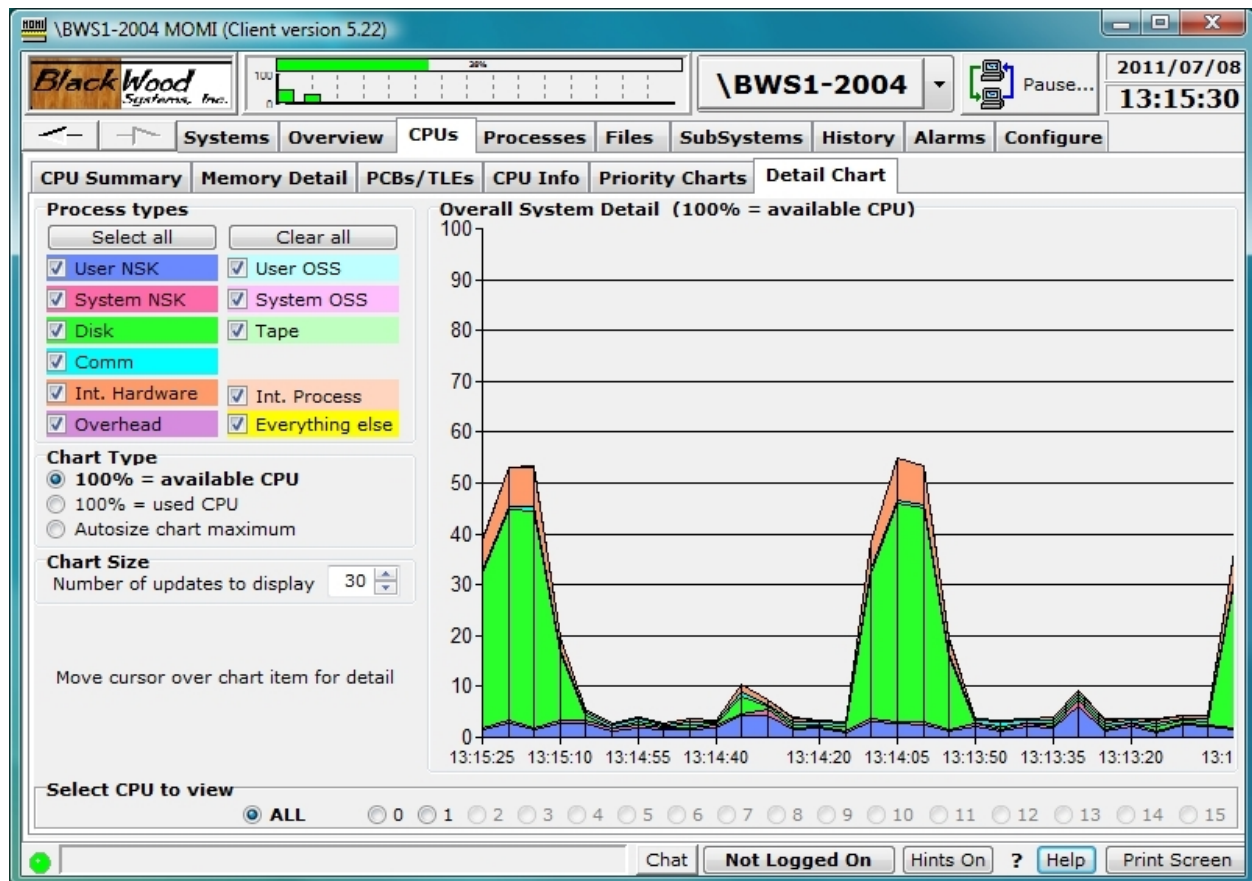 MOMI \BWS1-2004 MOMI (Client version 5.22)
BlackWood
Systems, Inc.
100
0
38%
\BWS1-2004
Pause...
2011/07/08
13:15:30
Systems Overview CPUs Processes Files SubSystems History Alarms Configure
CPU Summary Memory Detail PCBs/TLEs CPU Info Priority Charts Detail Chart
Process types
Select all Clear all
User NSK User OSS
System NSK System OSS
Disk Tape
Comm
Int. Hardware Int. Process
Overhead Everything else
Chart Type
100% = available CPU
100% = used CPU
Autosize chart maximum
Chart Size
Number of updates to display 30
Move cursor over chart item for detail
Overall System Detail (100% = available CPU)
100
90
80
70
60
50
40
30
20
10
0
13:15:25 13:15:10 13:14:55 13:14:40 13:14:20 13:14:05 13:13:50 13:13:35 13:13:20 13:1
Select CPU to view
ALL 0 1 2 3 4 5 6 7 8 9 10 11 12 13 14 15
Chat Not Logged On Hints On ? Help Print Screen